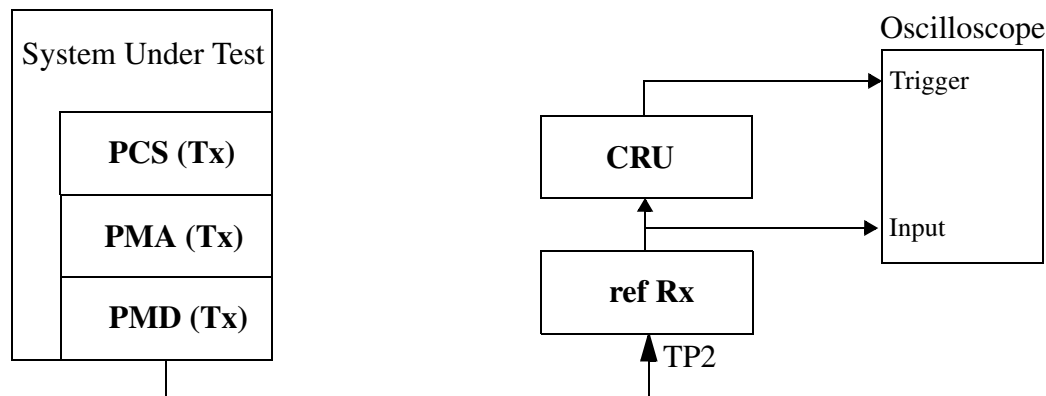 Oscilloscope
System Under Test
Trigger
PCS (Tx)
CRU
PMA (Tx)
Input
ref Rx
PMD (Tx)
TP2